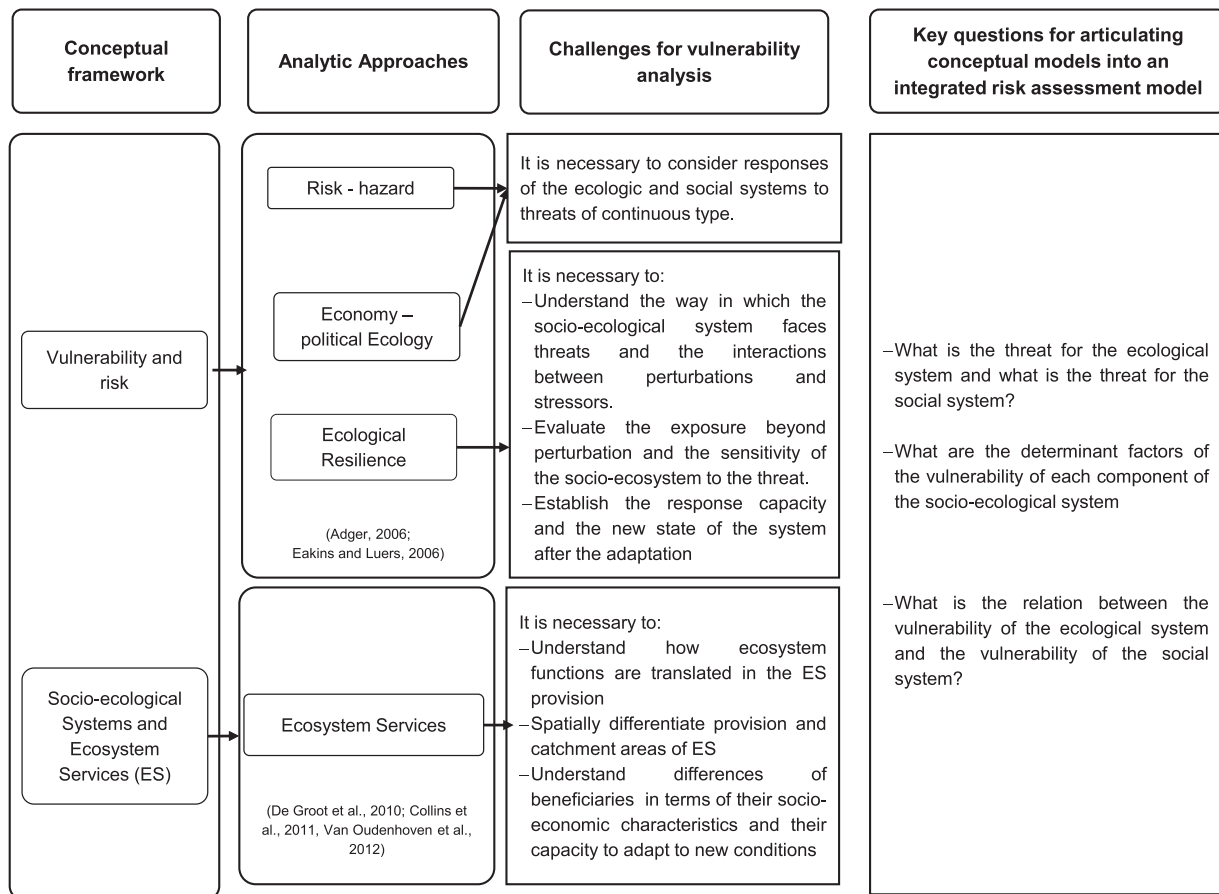 Conceptual
framework
Analytic Approaches
Challenges for vulnerability
analysis
Key questions for articulating
conceptual models into an
integrated risk assessment model
Vulnerability and
risk
Risk - hazard
Economy –
political Ecology
Ecological
Resilience
(Adger, 2006;
Eakins and Luers, 2006)
It is necessary to consider responses
of the ecologic and social systems to
threats of continuous type.
It is necessary to:
–Understand the way in which the
socio-ecological system faces
threats and the interactions
between perturbations and
stressors.
–Evaluate the exposure beyond
perturbation and the sensitivity of
the socio-ecosystem to the threat.
–Establish the response capacity
and the new state of the system
after the adaptation
Socio-ecological
Systems and
Ecosystem
Services (ES)
Ecosystem Services
(De Groot et al., 2010; Collins et
al., 2011, Van Oudenhoven et al.,
2012)
It is necessary to:
–Understand how ecosystem
functions are translated in the ES
provision
–Spatially differentiate provision and
catchment areas of ES
–Understand differences of
beneficiaries in terms of their socio-
economic characteristics and their
capacity to adapt to new conditions
–What is the threat for the ecological
system and what is the threat for the
social system?
–What are the determinant factors of
the vulnerability of each component of
the socio-ecological system
–What is the relation between the
vulnerability of the ecological system
and the vulnerability of the social
system?